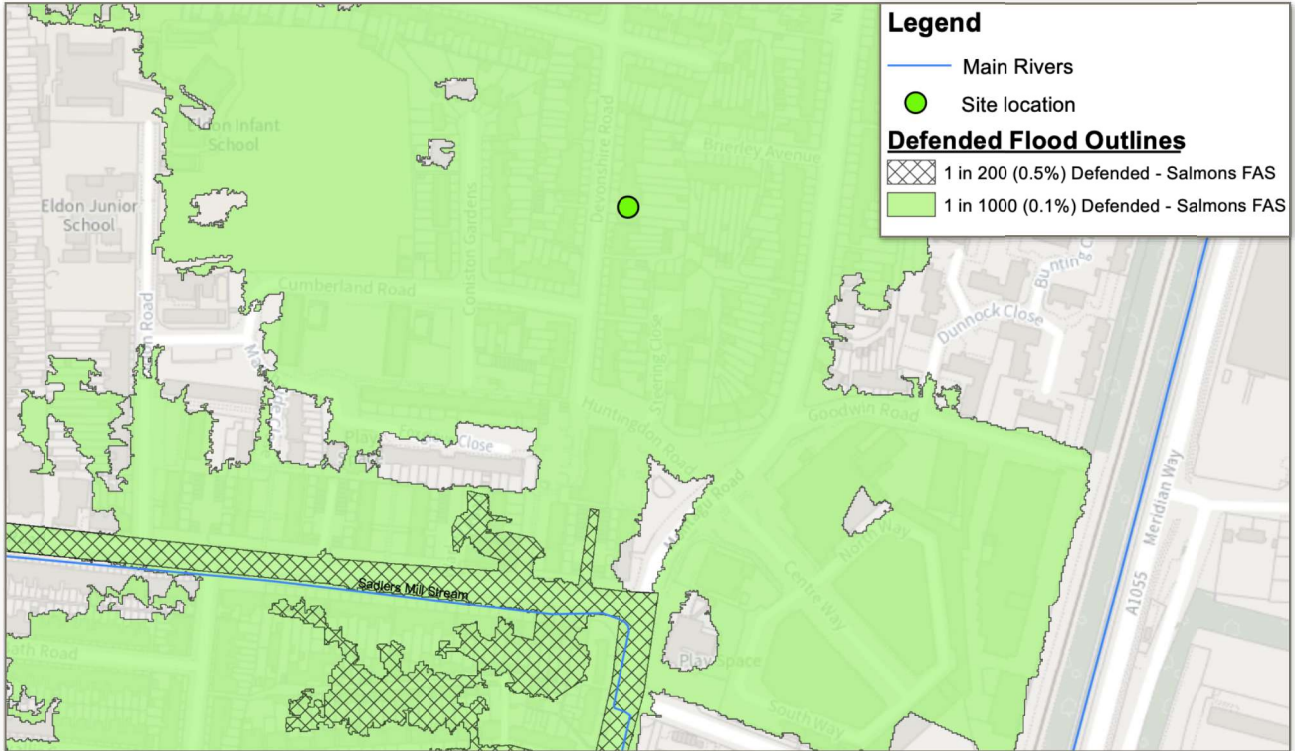 Legend
Main Rivers
Site location
Defended Flood Outlines
1 in 200 (0.5%) Defended - Salmons FAS
1 in 1000 (0.1%) Defended - Salmons FAS
Eldon Infant
School
Devonshire Road
Brierley Avenue
Eldon Junior
School
Coniston Gardens
Cumberland Road
Bunting
Dunnock Close
Road
Huntingdon Road
Goodwin Road
Close
Meridian Way
A1055
North Way
Centre Way
Sadlers Mill Stream
Play Space
South Way
Road